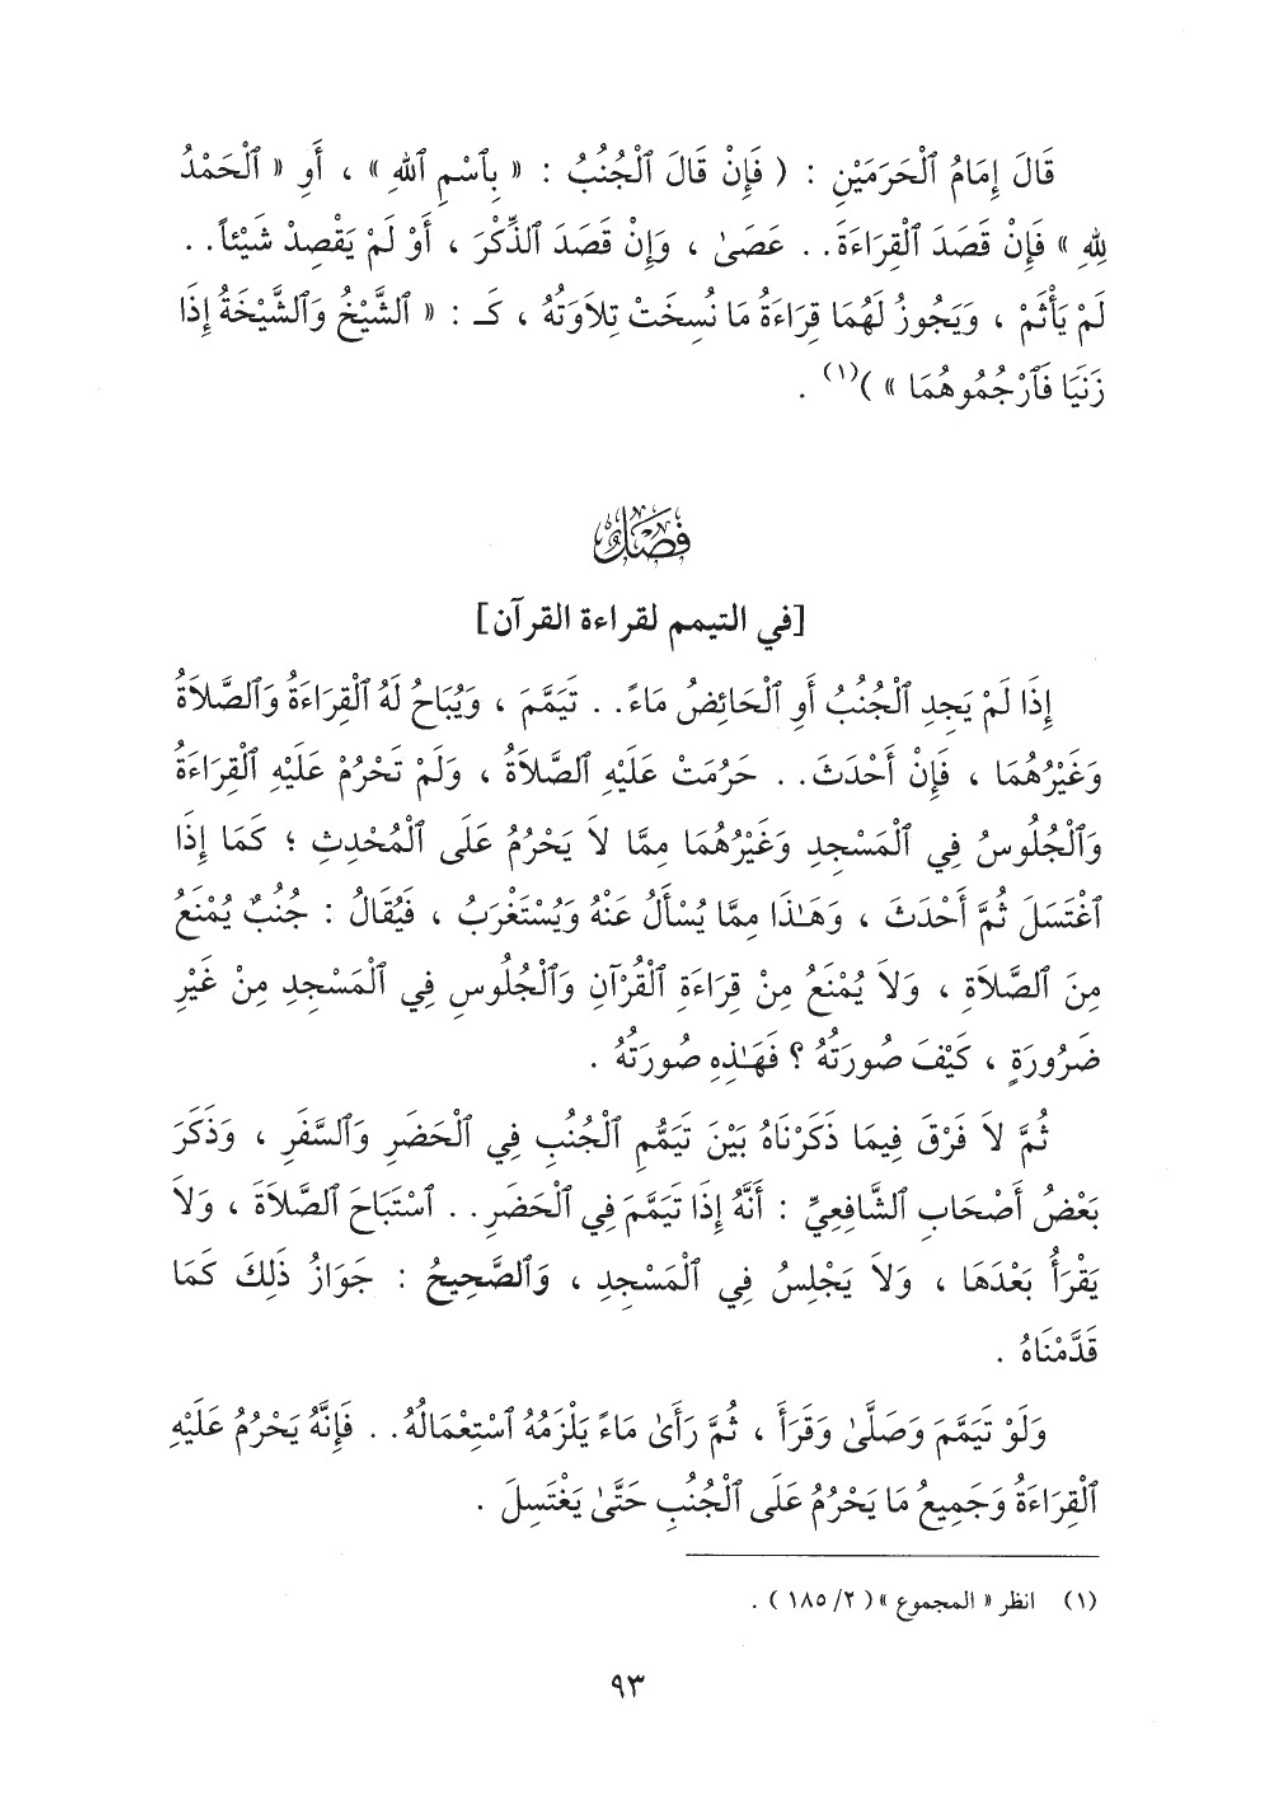 قَالَ إِمَامُ ٱلْحَرَمَيْنِ : ( فَإِنْ قَالَ ٱلْجُنُبُ : « بِٱسْمِ ٱللهِ » ، أَوِ « ٱلْحَمْدُ
لِلهِ » فَإِنْ قَصَدَ ٱلْقِرَاءَةَ. . عَصَىٰ ، وَإِنْ قَصَدَ ٱلذِّكْرَ ، أَوْ لَمْ يَقْصِدْ شَيْئاً. .
لَمْ يَأْثَمْ ، وَيَجُوزُ لَهُمَا قِرَاءَةُ مَا نُسِخَتْ تِلاَوَتُهُ ، كَـ : « ٱلشَّيْخُ وَٱلشَّيْخَةُ إِذَا
زَنَيَا فَٱرْجُمُوهُمَا » )(١) .
فَصْلٌ
[في التيمم لقراءة القرآن]
إِذَا لَمْ يَجِدِ ٱلْجُنُبُ أَوِ ٱلْحَائِضُ مَاءً. . تَيَمَّمَ ، وَيُبَاحُ لَهُ ٱلْقِرَاءَةُ وَٱلصَّلاَةُ
وَغَيْرُهُمَا ، فَإِنْ أَحْدَثَ. . حَرُمَتْ عَلَيْهِ ٱلصَّلاَةُ ، وَلَمْ تَحْرُمْ عَلَيْهِ ٱلْقِرَاءَةُ
وَٱلْجُلُوسُ فِي ٱلْمَسْجِدِ وَغَيْرُهُمَا مِمَّا لاَ يَحْرُمُ عَلَى ٱلْمُحْدِثِ ؛ كَمَا إِذَا
ٱغْتَسَلَ ثُمَّ أَحْدَثَ ، وَهَـٰذَا مِمَّا يُسْأَلُ عَنْهُ وَيُسْتَغْرَبُ ، فَيُقَالُ : جُنُبٌ يُمْنَعُ
مِنَ ٱلصَّلاَةِ ، وَلاَ يُمْنَعُ مِنْ قِرَاءَةِ ٱلْقُرْآنِ وَٱلْجُلُوسِ فِي ٱلْمَسْجِدِ مِنْ غَيْرِ
ضَرُورَةٍ ، كَيْفَ صُورَتُهُ ؟ فَهَـٰذِهِ صُورَتُهُ .
ثُمَّ لاَ فَرْقَ فِيمَا ذَكَرْنَاهُ بَيْنَ تَيَمُّمِ ٱلْجُنُبِ فِي ٱلْحَضَرِ وَٱلسَّفَرِ ، وَذَكَرَ
بَعْضُ أَصْحَابِ ٱلشَّافِعِيِّ : أَنَّهُ إِذَا تَيَمَّمَ فِي ٱلْحَضَرِ. . ٱسْتَبَاحَ ٱلصَّلاَةَ ، وَلاَ
يَقْرَأُ بَعْدَهَا ، وَلاَ يَجْلِسُ فِي ٱلْمَسْجِدِ ، وَٱلصَّحِيحُ : جَوَازُ ذَلِكَ كَمَا
قَدَّمْنَاهُ .
وَلَوْ تَيَمَّمَ وَصَلَّىٰ وَقَرَأَ ، ثُمَّ رَأَىٰ مَاءً يَلْزَمُهُ ٱسْتِعْمَالُهُ. . فَإِنَّهُ يَحْرُمُ عَلَيْهِ
ٱلْقِرَاءَةُ وَجَمِيعُ مَا يَحْرُمُ عَلَى ٱلْجُنُبِ حَتَّىٰ يَغْتَسِلَ .
(١) انظر « المجموع » ( ٢/ ١٨٥ ) .
٩٣